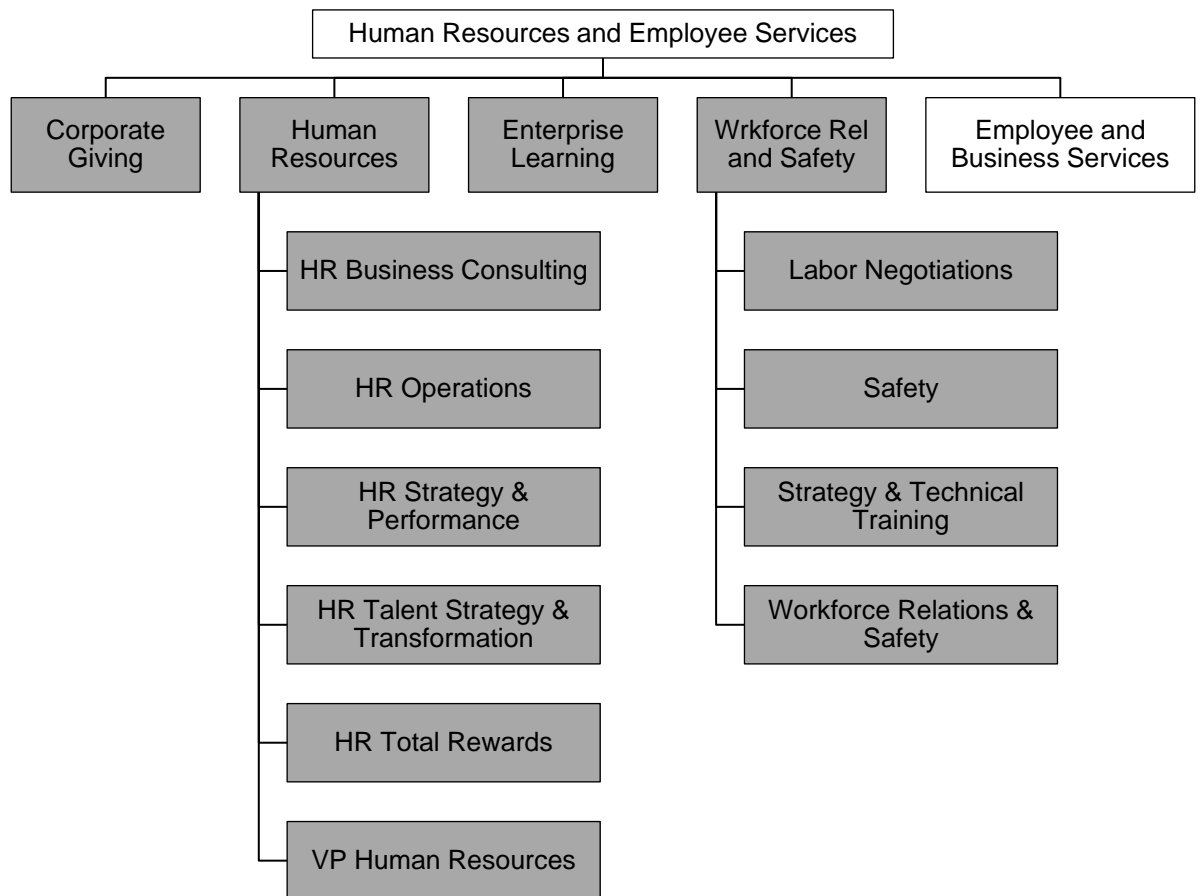 Human Resources and Employee Services
Corporate
Giving
Human
Resources
Enterprise
Learning
Wrkforce Rel
and Safety
Employee and
Business Services
HR Business Consulting
HR Operations
HR Strategy &
Performance
HR Talent Strategy &
Transformation
HR Total Rewards
VP Human Resources
Labor Negotiations
Safety
Strategy & Technical
Training
Workforce Relations &
Safety